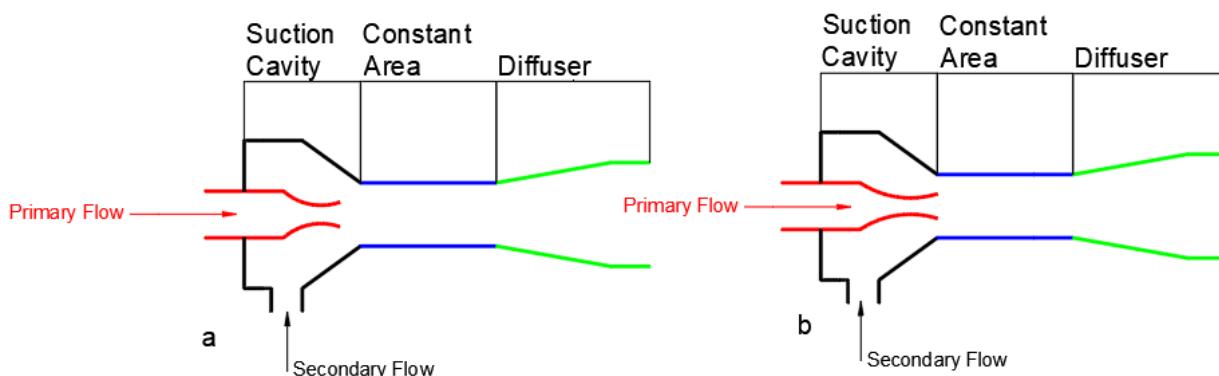 Suction Constant
Cavity Area Diffuser
Primary Flow
a
Secondary Flow
Suction Constant
Cavity Area Diffuser
Primary Flow
b
Secondary Flow